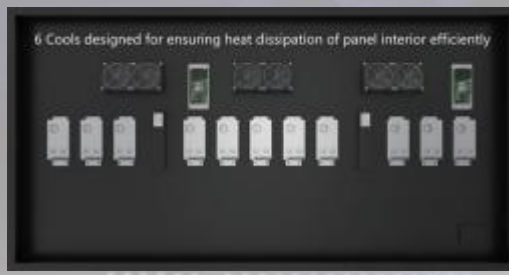 6 Cools designed for ensuring heat dissipation of panel interior efficiently